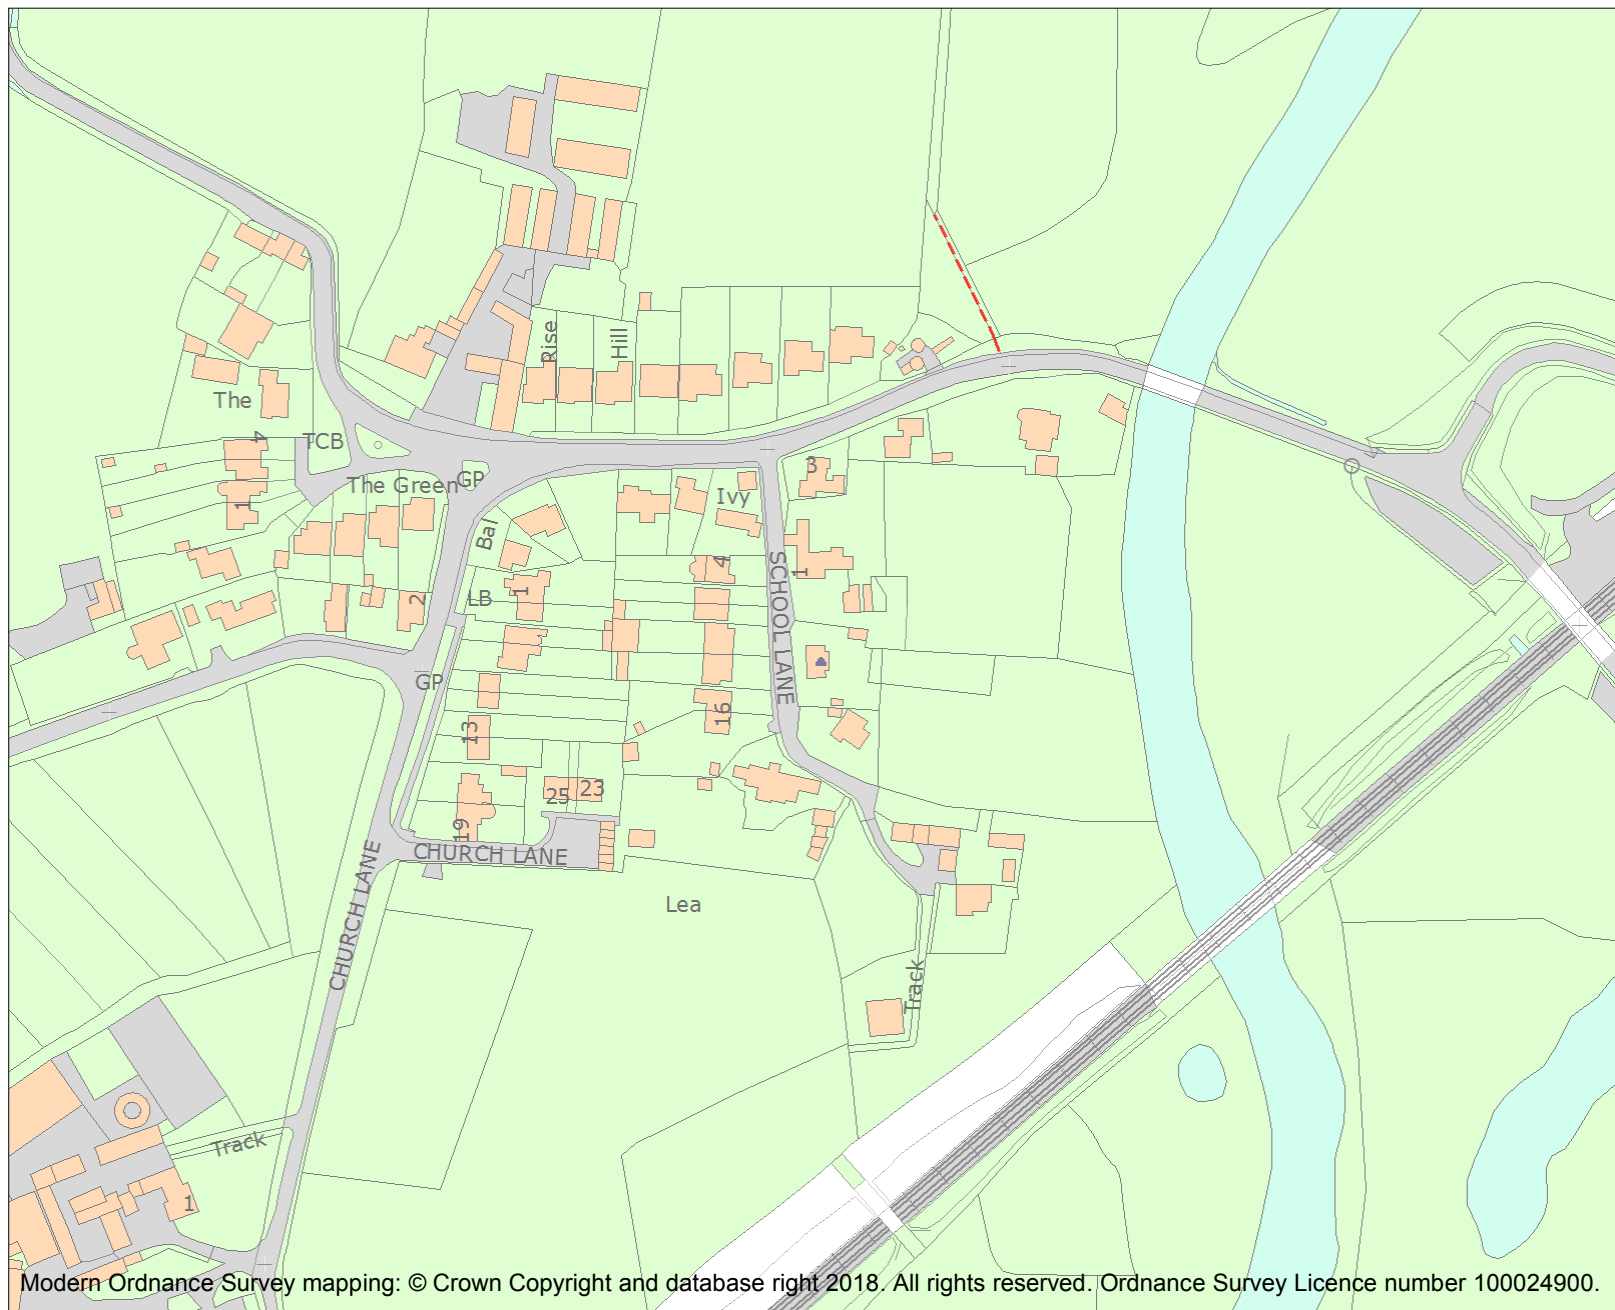 Rise
Hill
The
4
TCB
The Green
GP
3
Ivy
1
Bal
4
SCHOOL LANE
1
LB
1
2
GP
16
13
25
23
19
CHURCH LANE
CHURCH LANE
Lea
Track
Track
1
Modern Ordnance Survey mapping: © Crown Copyright and database right 2018. All rights reserved. Ordnance Survey Licence number 100024900.